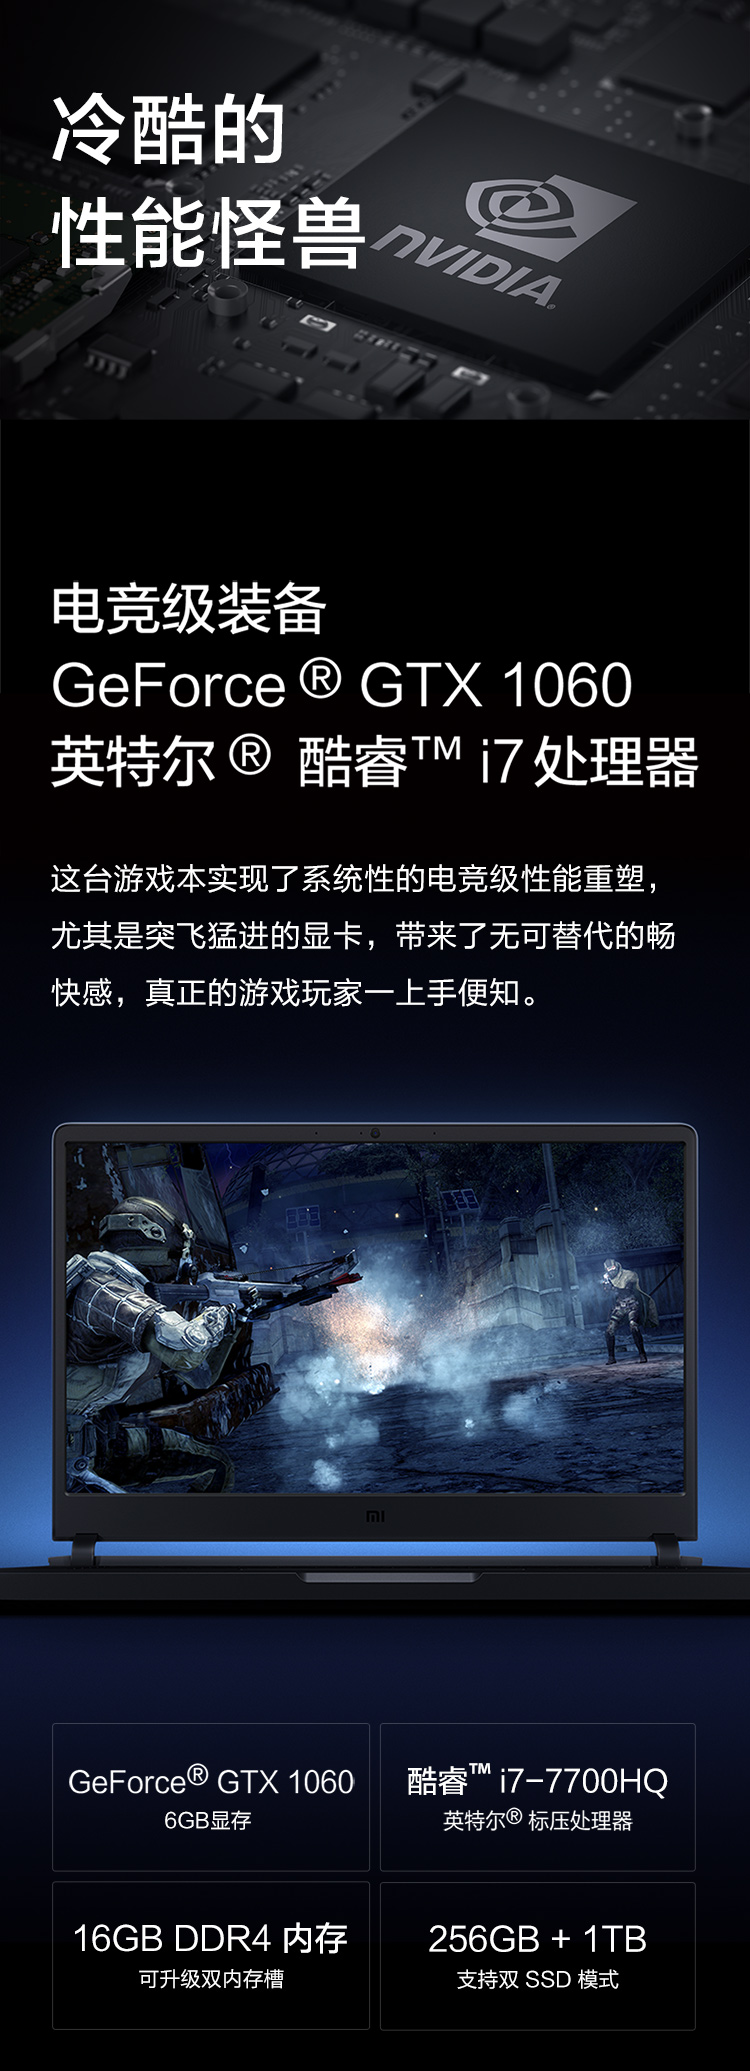 冷酷的
性能怪兽
nVIDIA®
电竞级装备
GeForce ® GTX 1060
英特尔 ® 酷睿™ i7 处理器
这台游戏本实现了系统性的电竞级性能重塑，
尤其是突飞猛进的显卡，带来了无可替代的畅
快感，真正的游戏玩家一上手便知。
mi
GeForce® GTX 1060
6GB显存
酷睿™ i7-7700HQ
英特尔® 标压处理器
16GB DDR4 内存
可升级双内存槽
256GB + 1TB
支持双 SSD 模式